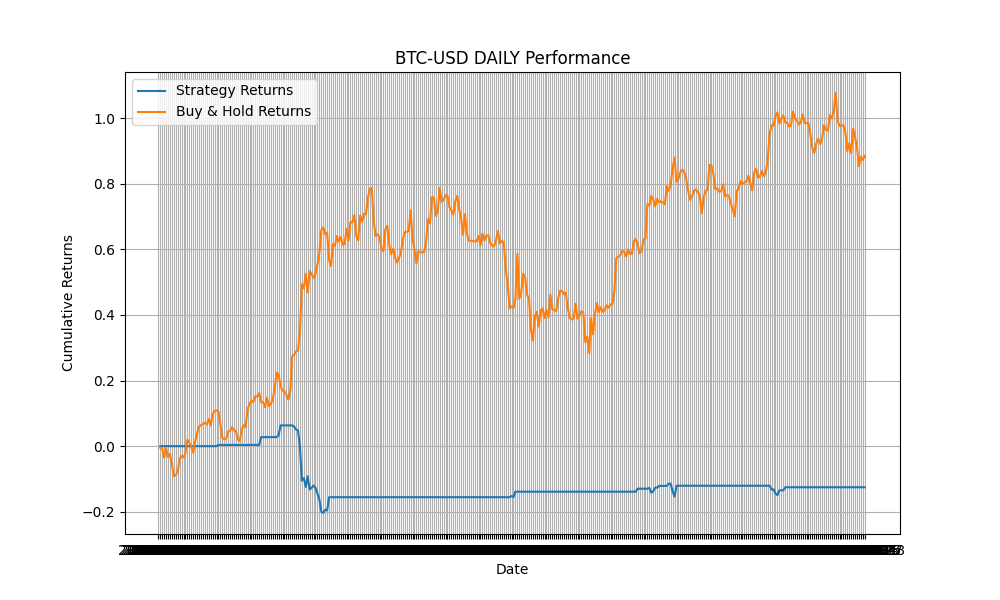 BTC-USD DAILY Performance
Strategy Returns
Buy & Hold Returns
1.0
0.8
0.6
0.4
0.2
0.0
−0.2
Cumulative Returns
Date